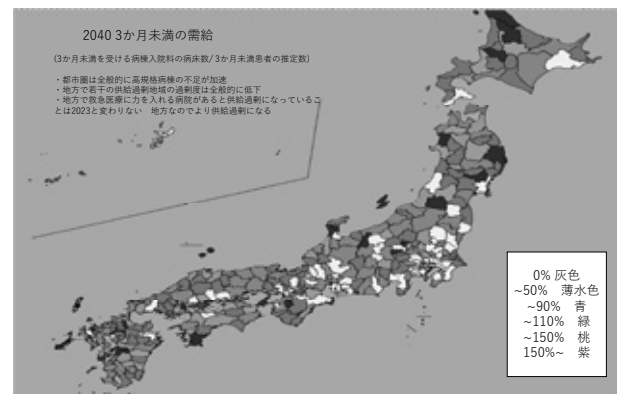 2040 3か月未満の需給
(3か月未満を受ける病棟入院料の病床数/ 3か月未満患者の推定数)
・都市圏は全般的に高規格病棟の不足が加速
・地方で若干の供給過剰地域の過剰度は全般的に低下
・地方で救急医療に力を入れる病院があると供給過剰になっているこ
とは2023と変わりない　地方なのでより供給過剰になる
0% 灰色
~50%　薄水色
~90%　青
~110%　緑
~150%　桃
150%~　紫